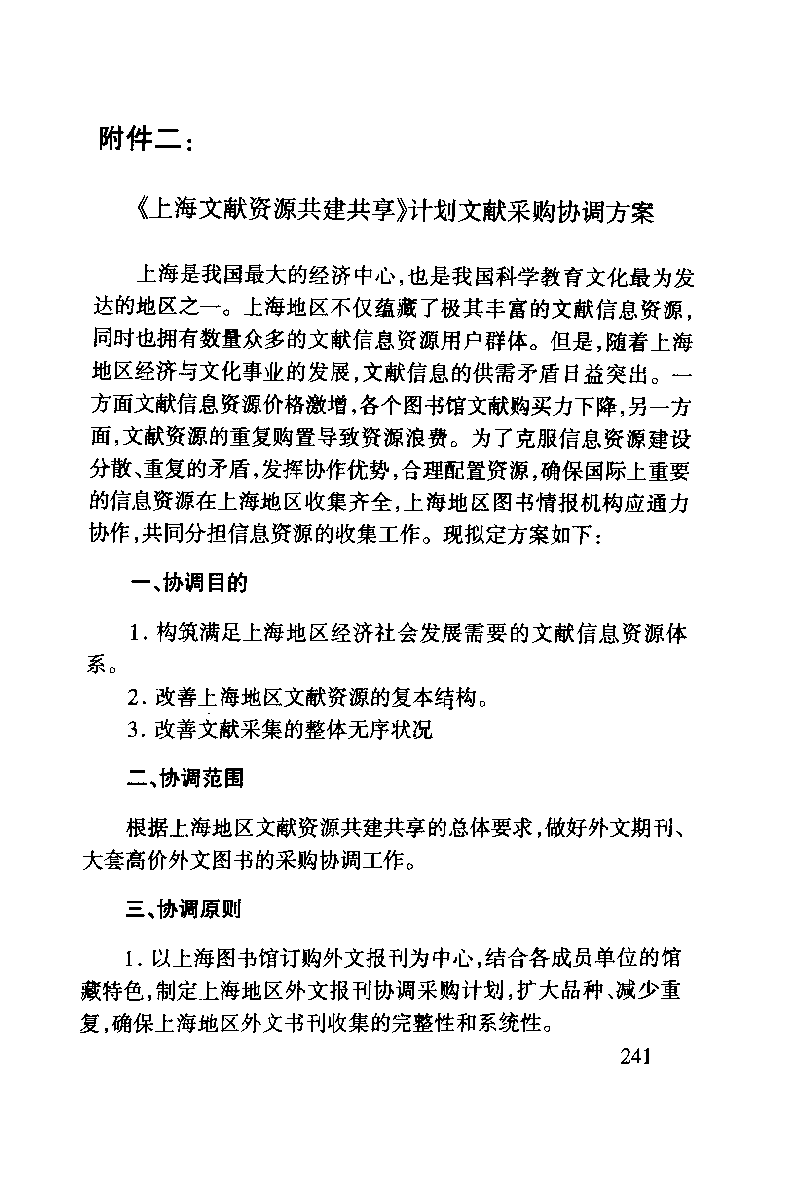 附件二：
《上海文献资源共建共享》计划文献采购协调方案
上海是我国最大的经济中心，也是我国科学教育文化最为发
达的地区之一。上海地区不仅蕴藏了极其丰富的文献信息资源，
同时也拥有数量众多的文献信息资源用户群体。但是，随着上海
地区经济与文化事业的发展，文献信息的供需矛盾日益突出。一
方面文献信息资源价格激增，各个图书馆文献购买力下降，另一方
面，文献资源的重复购置导致资源浪费。为了克服信息资源建设
分散、重复的矛盾，发挥协作优势，合理配置资源，确保国际上重要
的信息资源在上海地区收集齐全，上海地区图书情报机构应通力
协作，共同分担信息资源的收集工作。现拟定方案如下：
一、协调目的
1. 构筑满足上海地区经济社会发展需要的文献信息资源体
系。
2. 改善上海地区文献资源的复本结构。
3. 改善文献采集的整体无序状况
二、协调范围
根据上海地区文献资源共建共享的总体要求，做好外文期刊、
大套高价外文图书的采购协调工作。
三、协调原则
1. 以上海图书馆订购外文报刊为中心，结合各成员单位的馆
藏特色，制定上海地区外文报刊协调采购计划，扩大品种、减少重
复，确保上海地区外文书刊收集的完整性和系统性。
241